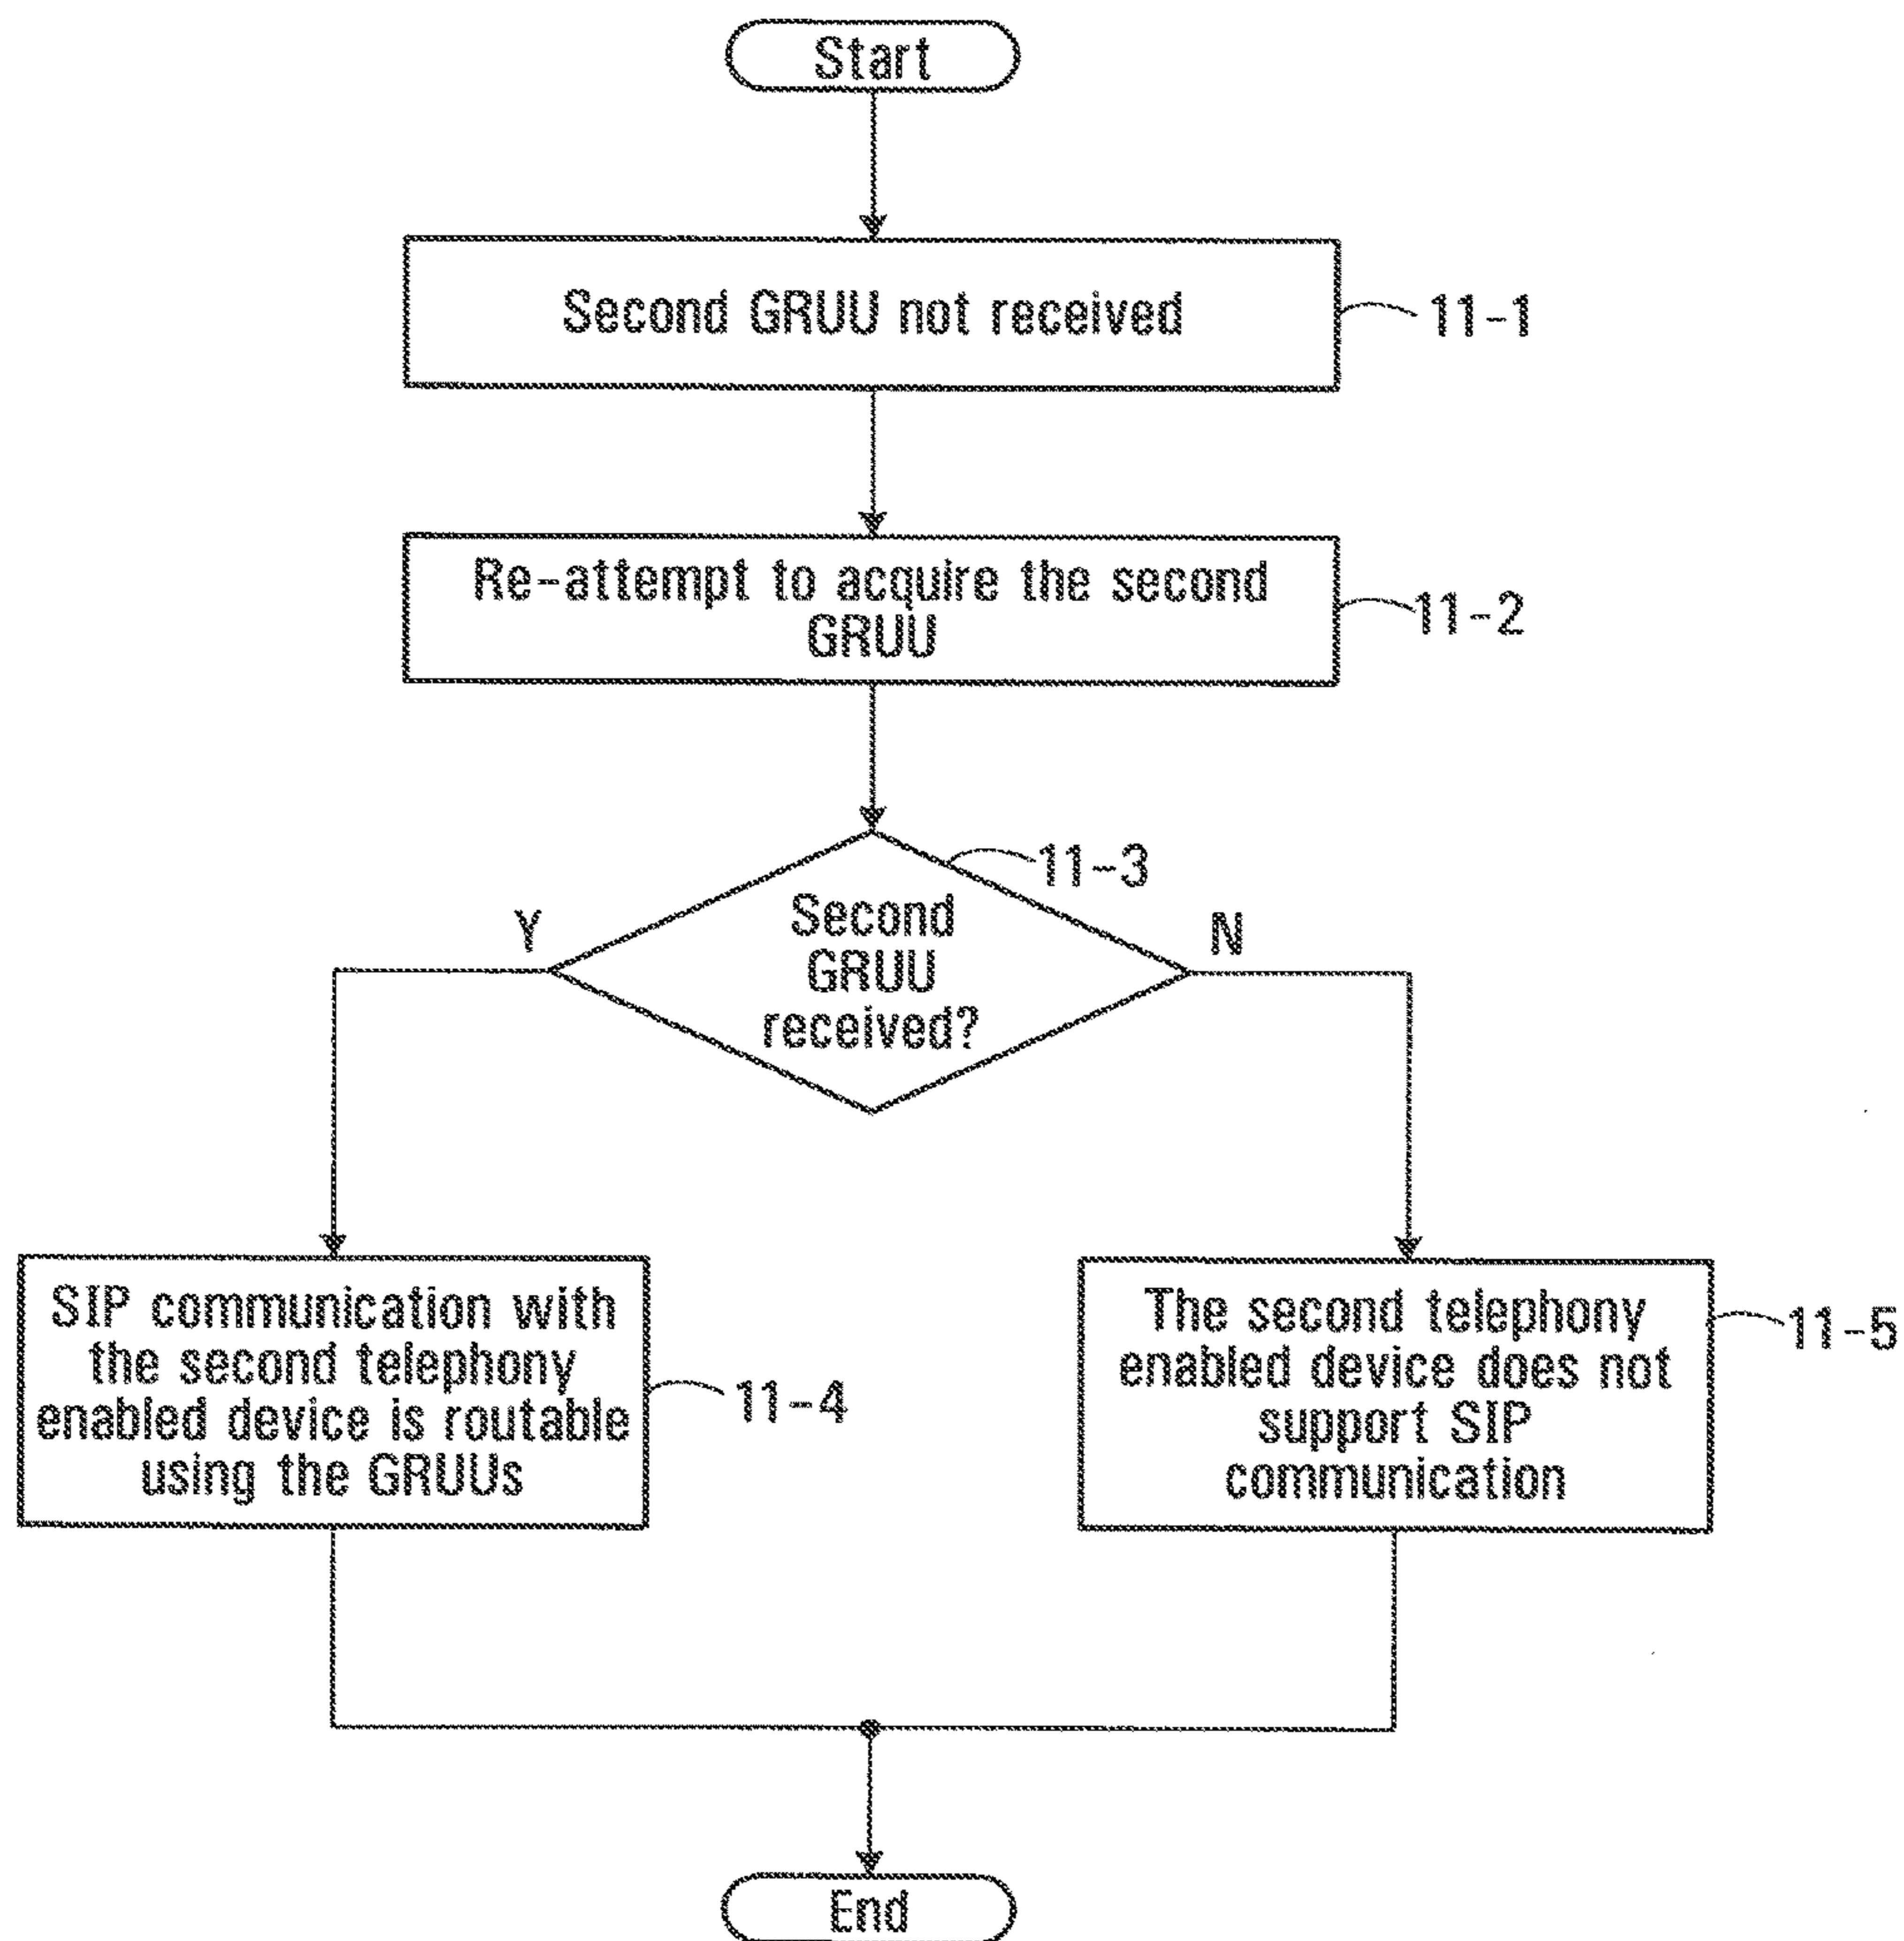 Start
Second GRUU not received
11-1
Re-attempt to acquire the second
GRUU
11-2
11-3
Second
GRUU
received?
Y
N
SIP communication with
the second telephony
enabled device is routable
using the GRUUs
11-4
The second telephony
enabled device does not
support SIP
communication
11-5
End